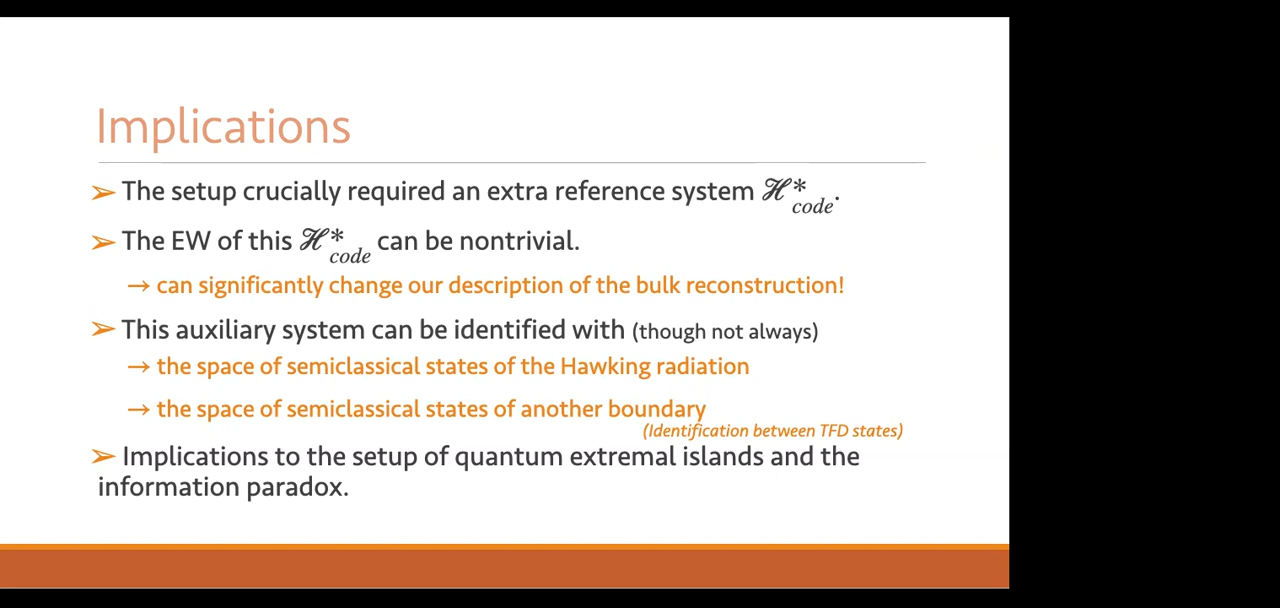 Implications
➢ The setup crucially required an extra reference system ℋ*code.
➢ The EW of this ℋ*code can be nontrivial.
→ can significantly change our description of the bulk reconstruction!
➢ This auxiliary system can be identified with (though not always)
→ the space of semiclassical states of the Hawking radiation
→ the space of semiclassical states of another boundary
(Identification between TFD states)
➢ Implications to the setup of quantum extremal islands and the
information paradox.